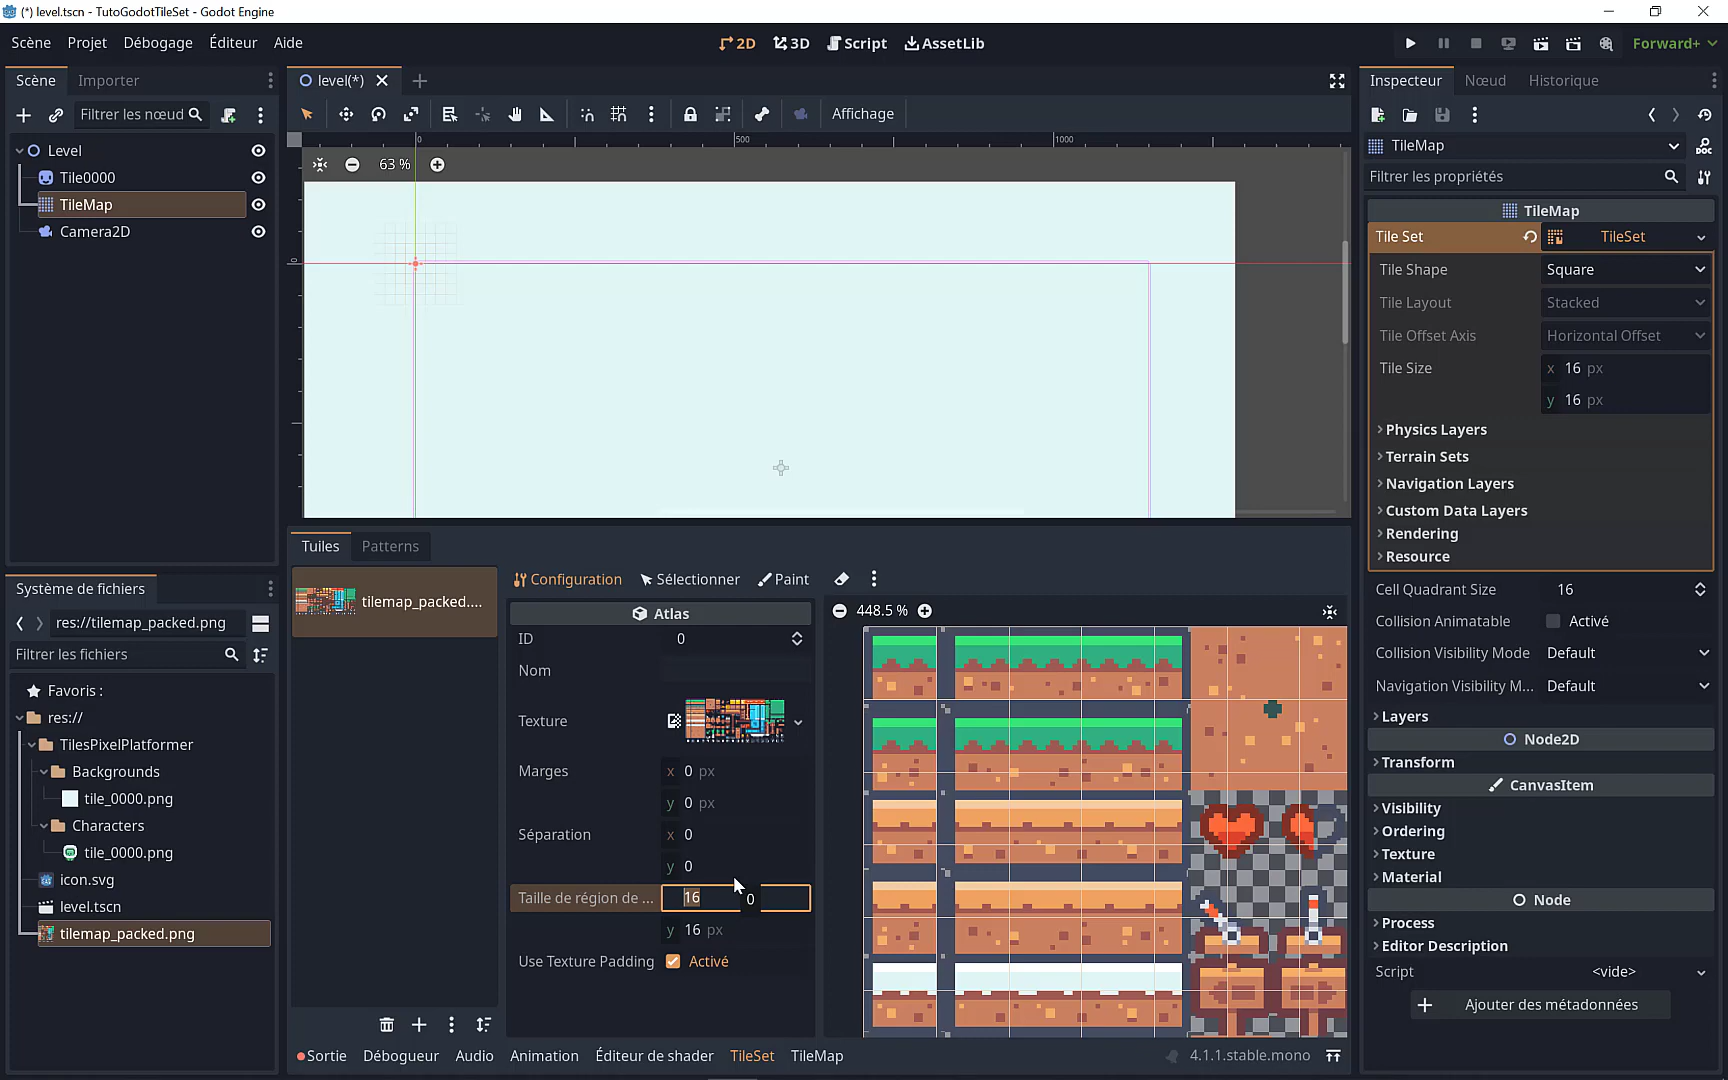 (*) level.tscn - TutoGodotTileSet - Godot Engine
Scène Projet Débogage Éditeur Aide
2D 3D Script AssetLib
Forward+
Scène Importer
Filtrer les nœud
Level
Tile0000
TileMap
Camera2D
level(*)
Affichage
0 500 1000
0
63 %
Système de fichiers
res://tilemap_packed.png
Filtrer les fichiers
Favoris :
res://
TilesPixelPlatformer
Backgrounds
tile_0000.png
Characters
tile_0000.png
icon.svg
level.tscn
tilemap_packed.png
Tuiles Patterns
tilemap_packed....
Configuration Sélectionner Paint
Atlas
ID 0
Nom
Texture
Marges x 0 px
y 0 px
Séparation x 0
y 0
Taille de région de ... 16 0
y 16 px
Use Texture Padding Activé
448.5 %
Sortie Débogueur Audio Animation Éditeur de shader TileSet TileMap
4.1.1.stable.mono
Inspecteur Nœud Historique
TileMap
DOC
Filtrer les propriétés
TileMap
Tile Set TileSet
Tile Shape Square
Tile Layout Stacked
Tile Offset Axis Horizontal Offset
Tile Size x 16 px
y 16 px
Physics Layers
Terrain Sets
Navigation Layers
Custom Data Layers
Rendering
Resource
Cell Quadrant Size 16
Collision Animatable Activé
Collision Visibility Mode Default
Navigation Visibility M... Default
Layers
Node2D
Transform
CanvasItem
Visibility
Ordering
Texture
Material
Node
Process
Editor Description
Script <vide>
Ajouter des métadonnées